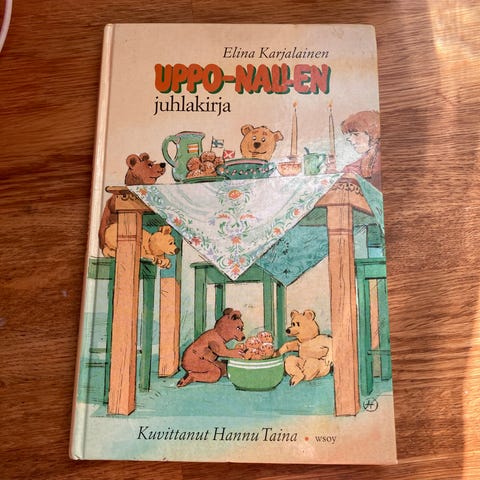 Elina Karjalainen
UPPO-NALLEN
juhlakirja
Kuvittanut Hannu Taina • wsoy